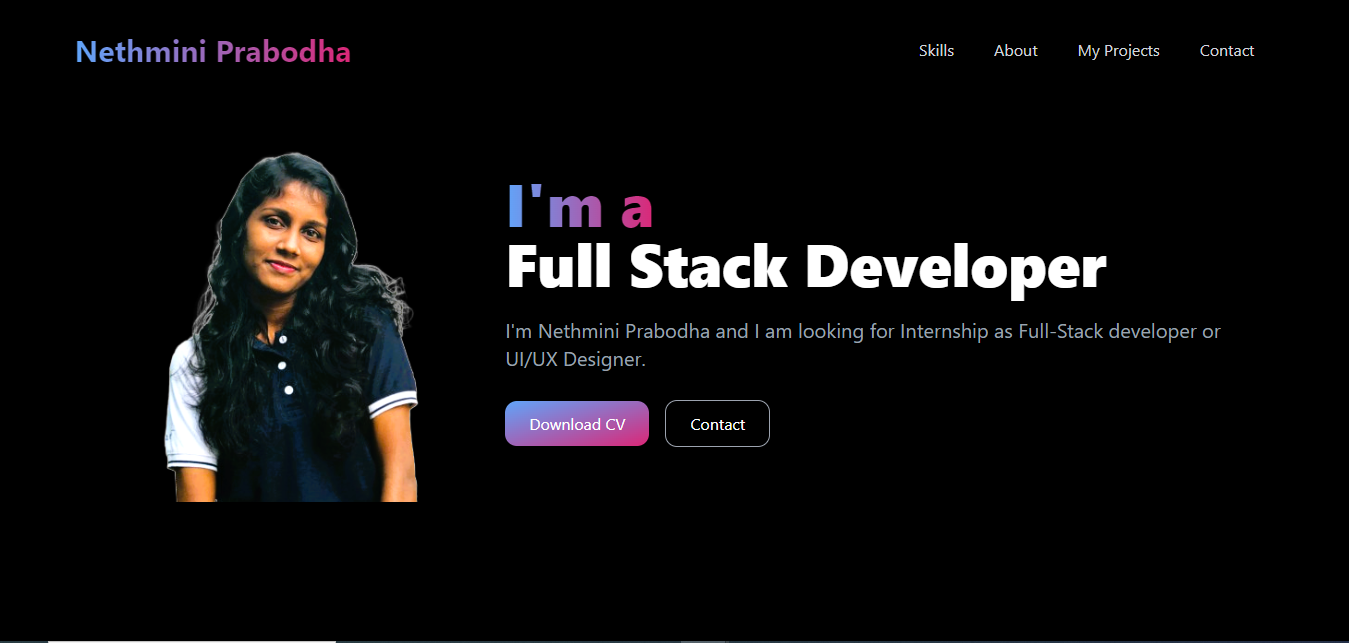 Nethmini Prabodha
Skills About My Projects Contact
I'm a
Full Stack Developer
I'm Nethmini Prabodha and I am looking for Internship as Full-Stack developer or
UI/UX Designer.
Download CV Contact